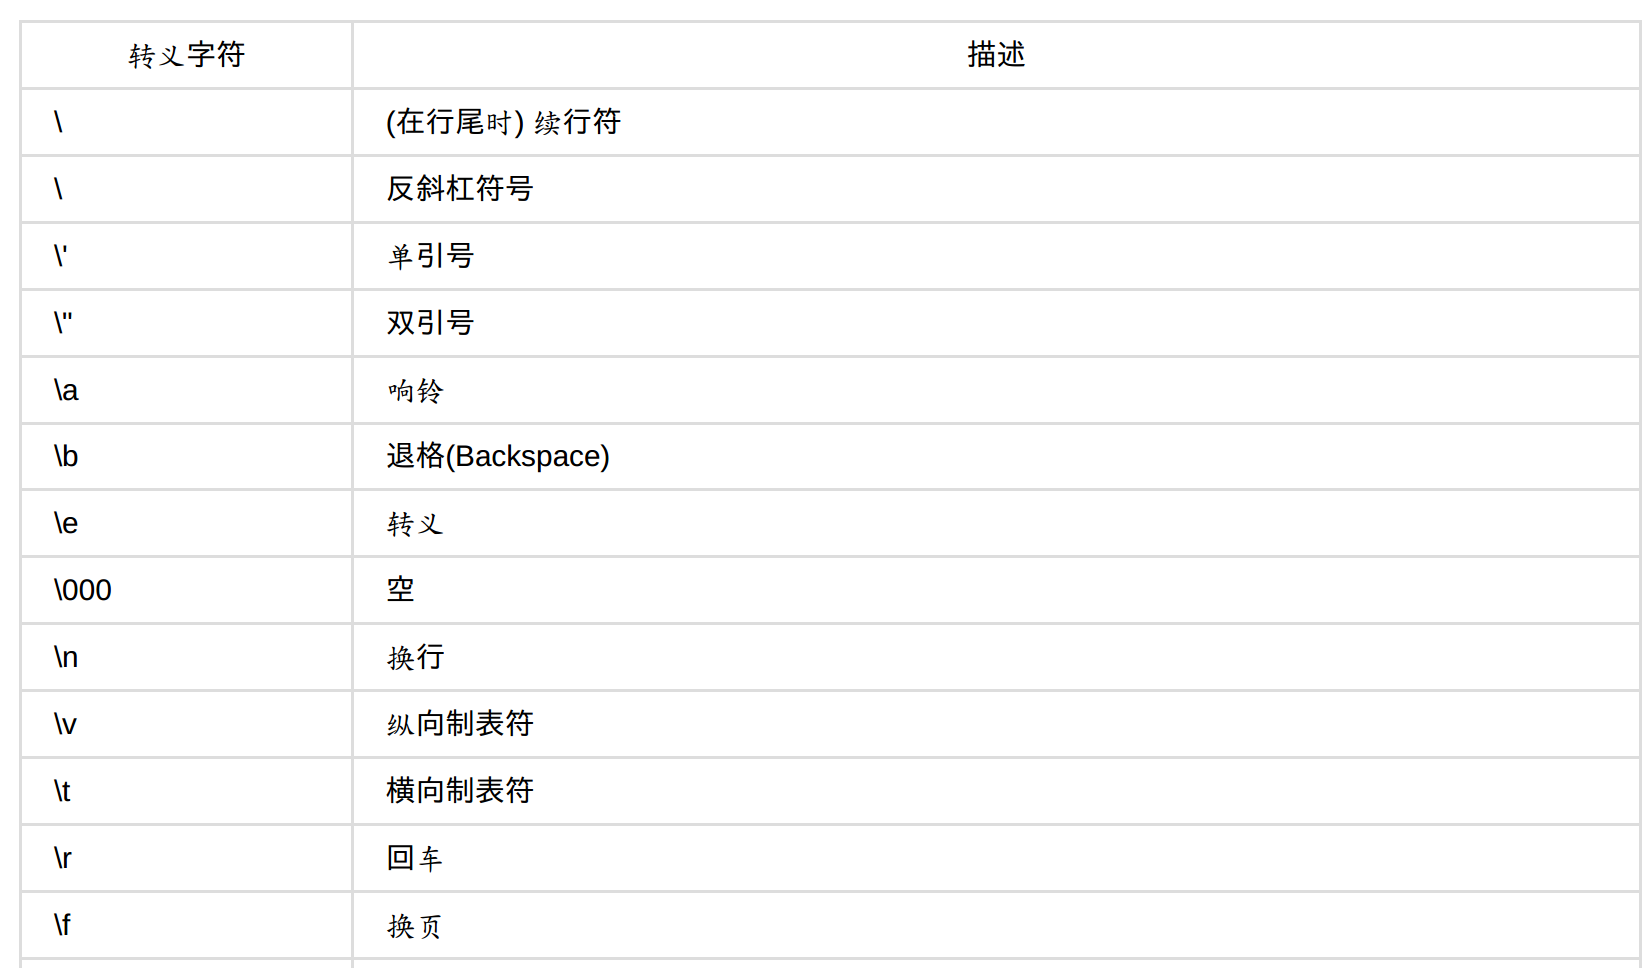 转义字符 描述
\ (在行尾时) 续行符
\ 反斜杠符号
\' 单引号
\" 双引号
\a 响铃
\b 退格(Backspace)
\e 转义
\000 空
\n 换行
\v 纵向制表符
\t 横向制表符
\r 回车
\f 换页